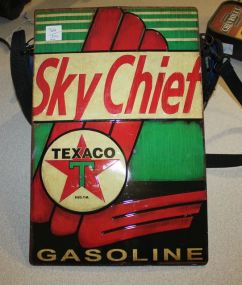 Sky Chief
TEXACO
T
GASOLINE